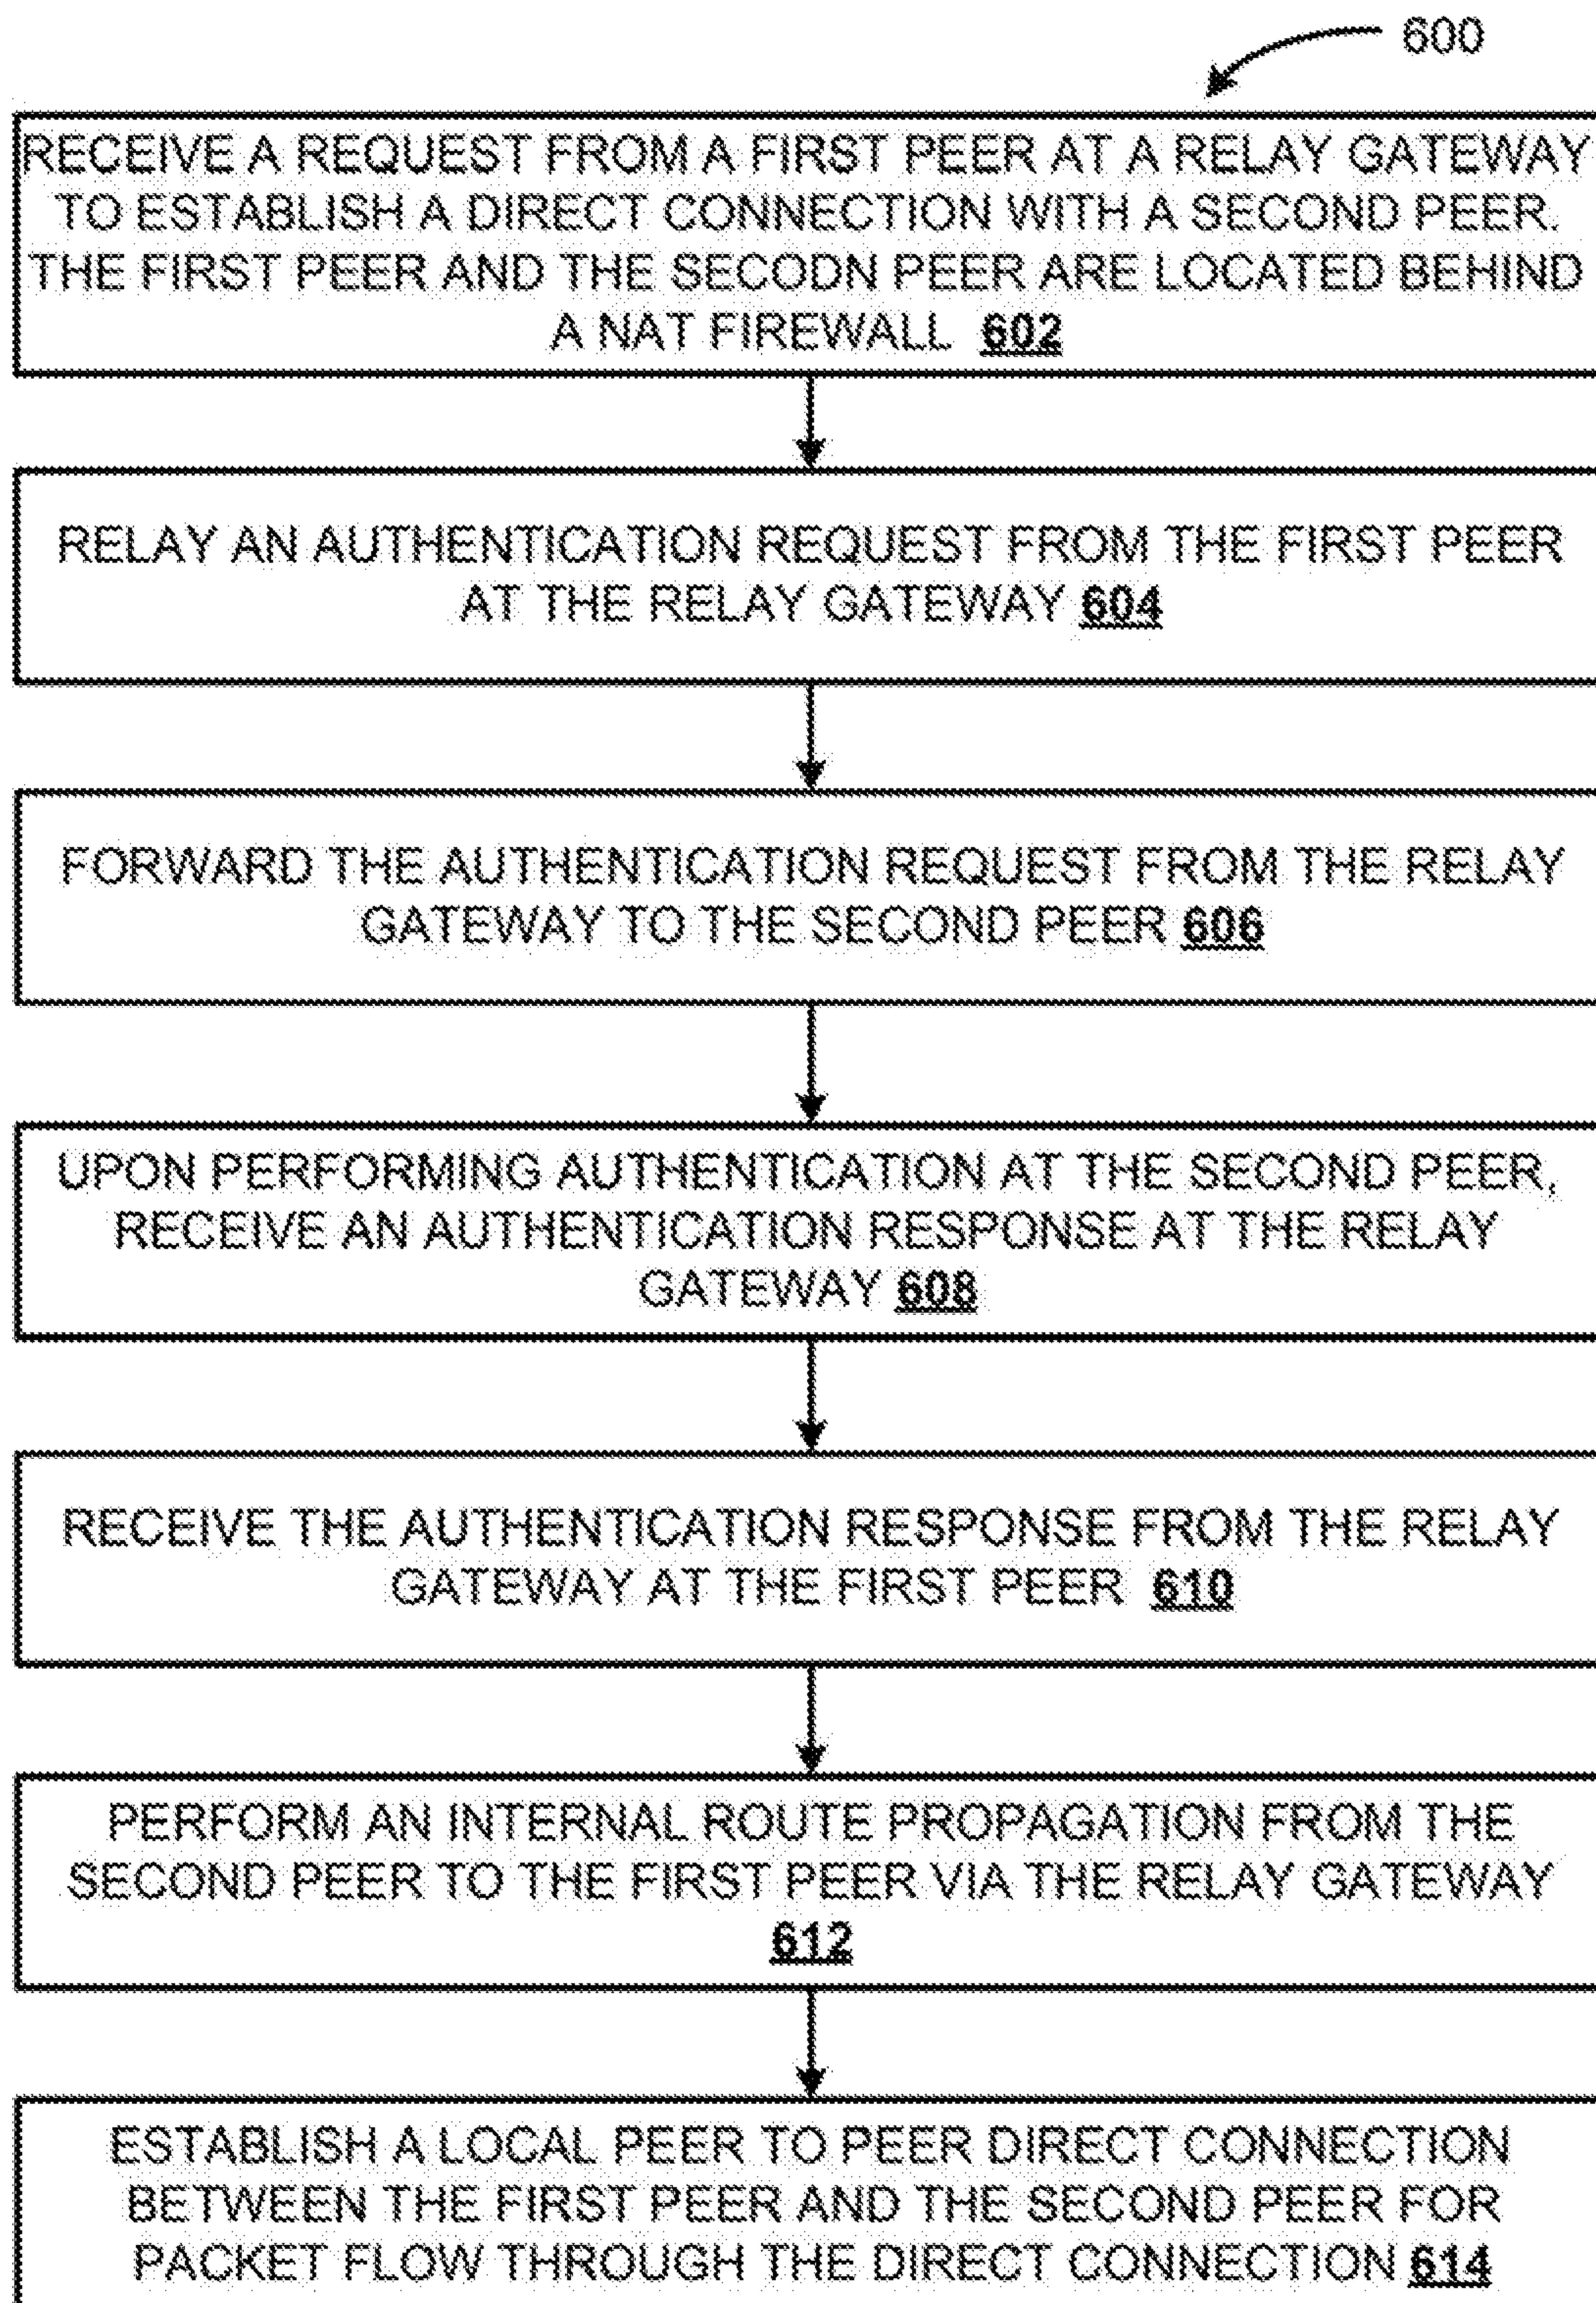 600
RECEIVE A REQUEST FROM A FIRST PEER AT A RELAY GATEWAY
TO ESTABLISH A DIRECT CONNECTION WITH A SECOND PEER.
THE FIRST PEER AND THE SECODN PEER ARE LOCATED BEHIND
A NAT FIREWALL 602
RELAY AN AUTHENTICATION REQUEST FROM THE FIRST PEER
AT THE RELAY GATEWAY 604
FORWARD THE AUTHENTICATION REQUEST FROM THE RELAY
GATEWAY TO THE SECOND PEER 606
UPON PERFORMING AUTHENTICATION AT THE SECOND PEER,
RECEIVE AN AUTHENTICATION RESPONSE AT THE RELAY
GATEWAY 608
RECEIVE THE AUTHENTICATION RESPONSE FROM THE RELAY
GATEWAY AT THE FIRST PEER 610
PERFORM AN INTERNAL ROUTE PROPAGATION FROM THE
SECOND PEER TO THE FIRST PEER VIA THE RELAY GATEWAY
612
ESTABLISH A LOCAL PEER TO PEER DIRECT CONNECTION
BETWEEN THE FIRST PEER AND THE SECOND PEER FOR
PACKET FLOW THROUGH THE DIRECT CONNECTION 614